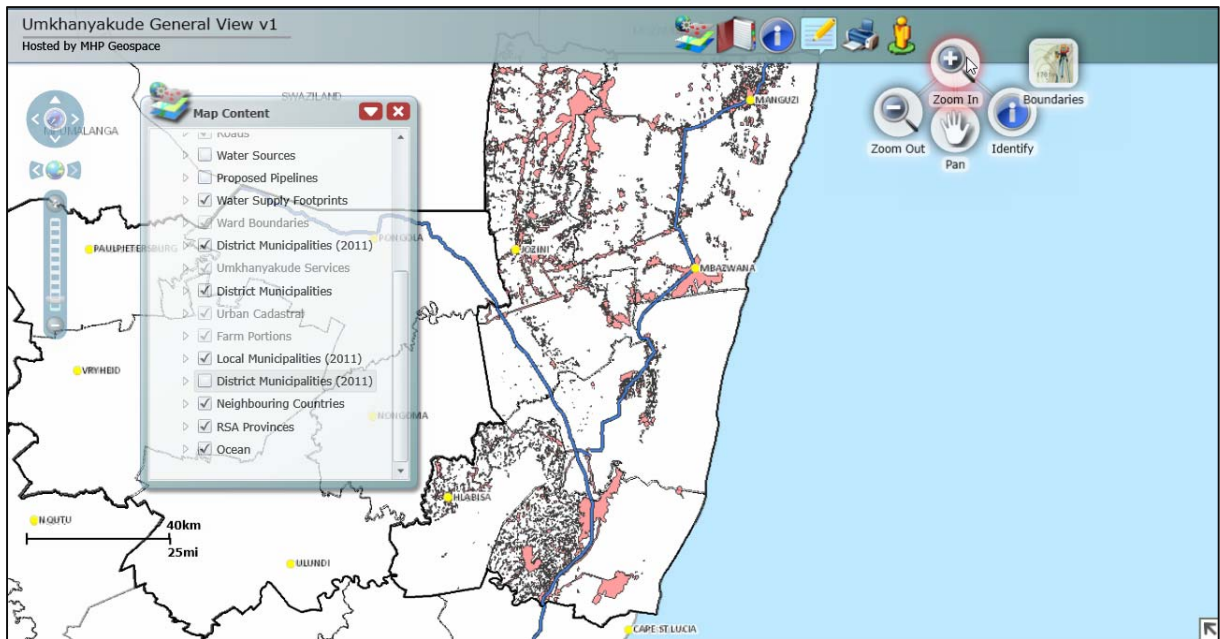 Umkhanyakude General View v1
Hosted by MHP Geospace
Zoom In
Boundaries
Zoom Out
Pan
Identify
SWAZILAND
Map Content
Roads
Water Sources
Proposed Pipelines
Water Supply Footprints
Ward Boundaries
District Municipalities (2011)
Umkhanyakude Services
District Municipalities
Urban Cadastral
Farm Portions
Local Municipalities (2011)
District Municipalities (2011)
Neighbouring Countries
RSA Provinces
Ocean
MANGUZI
PAULPIETERSBURG
PONGOLA
JOZINI
MBAZWANA
VRYHEID
NONGOMA
HLABISA
NQUTU
40km
25mi
ULUNDI
CAPE ST LUCIA